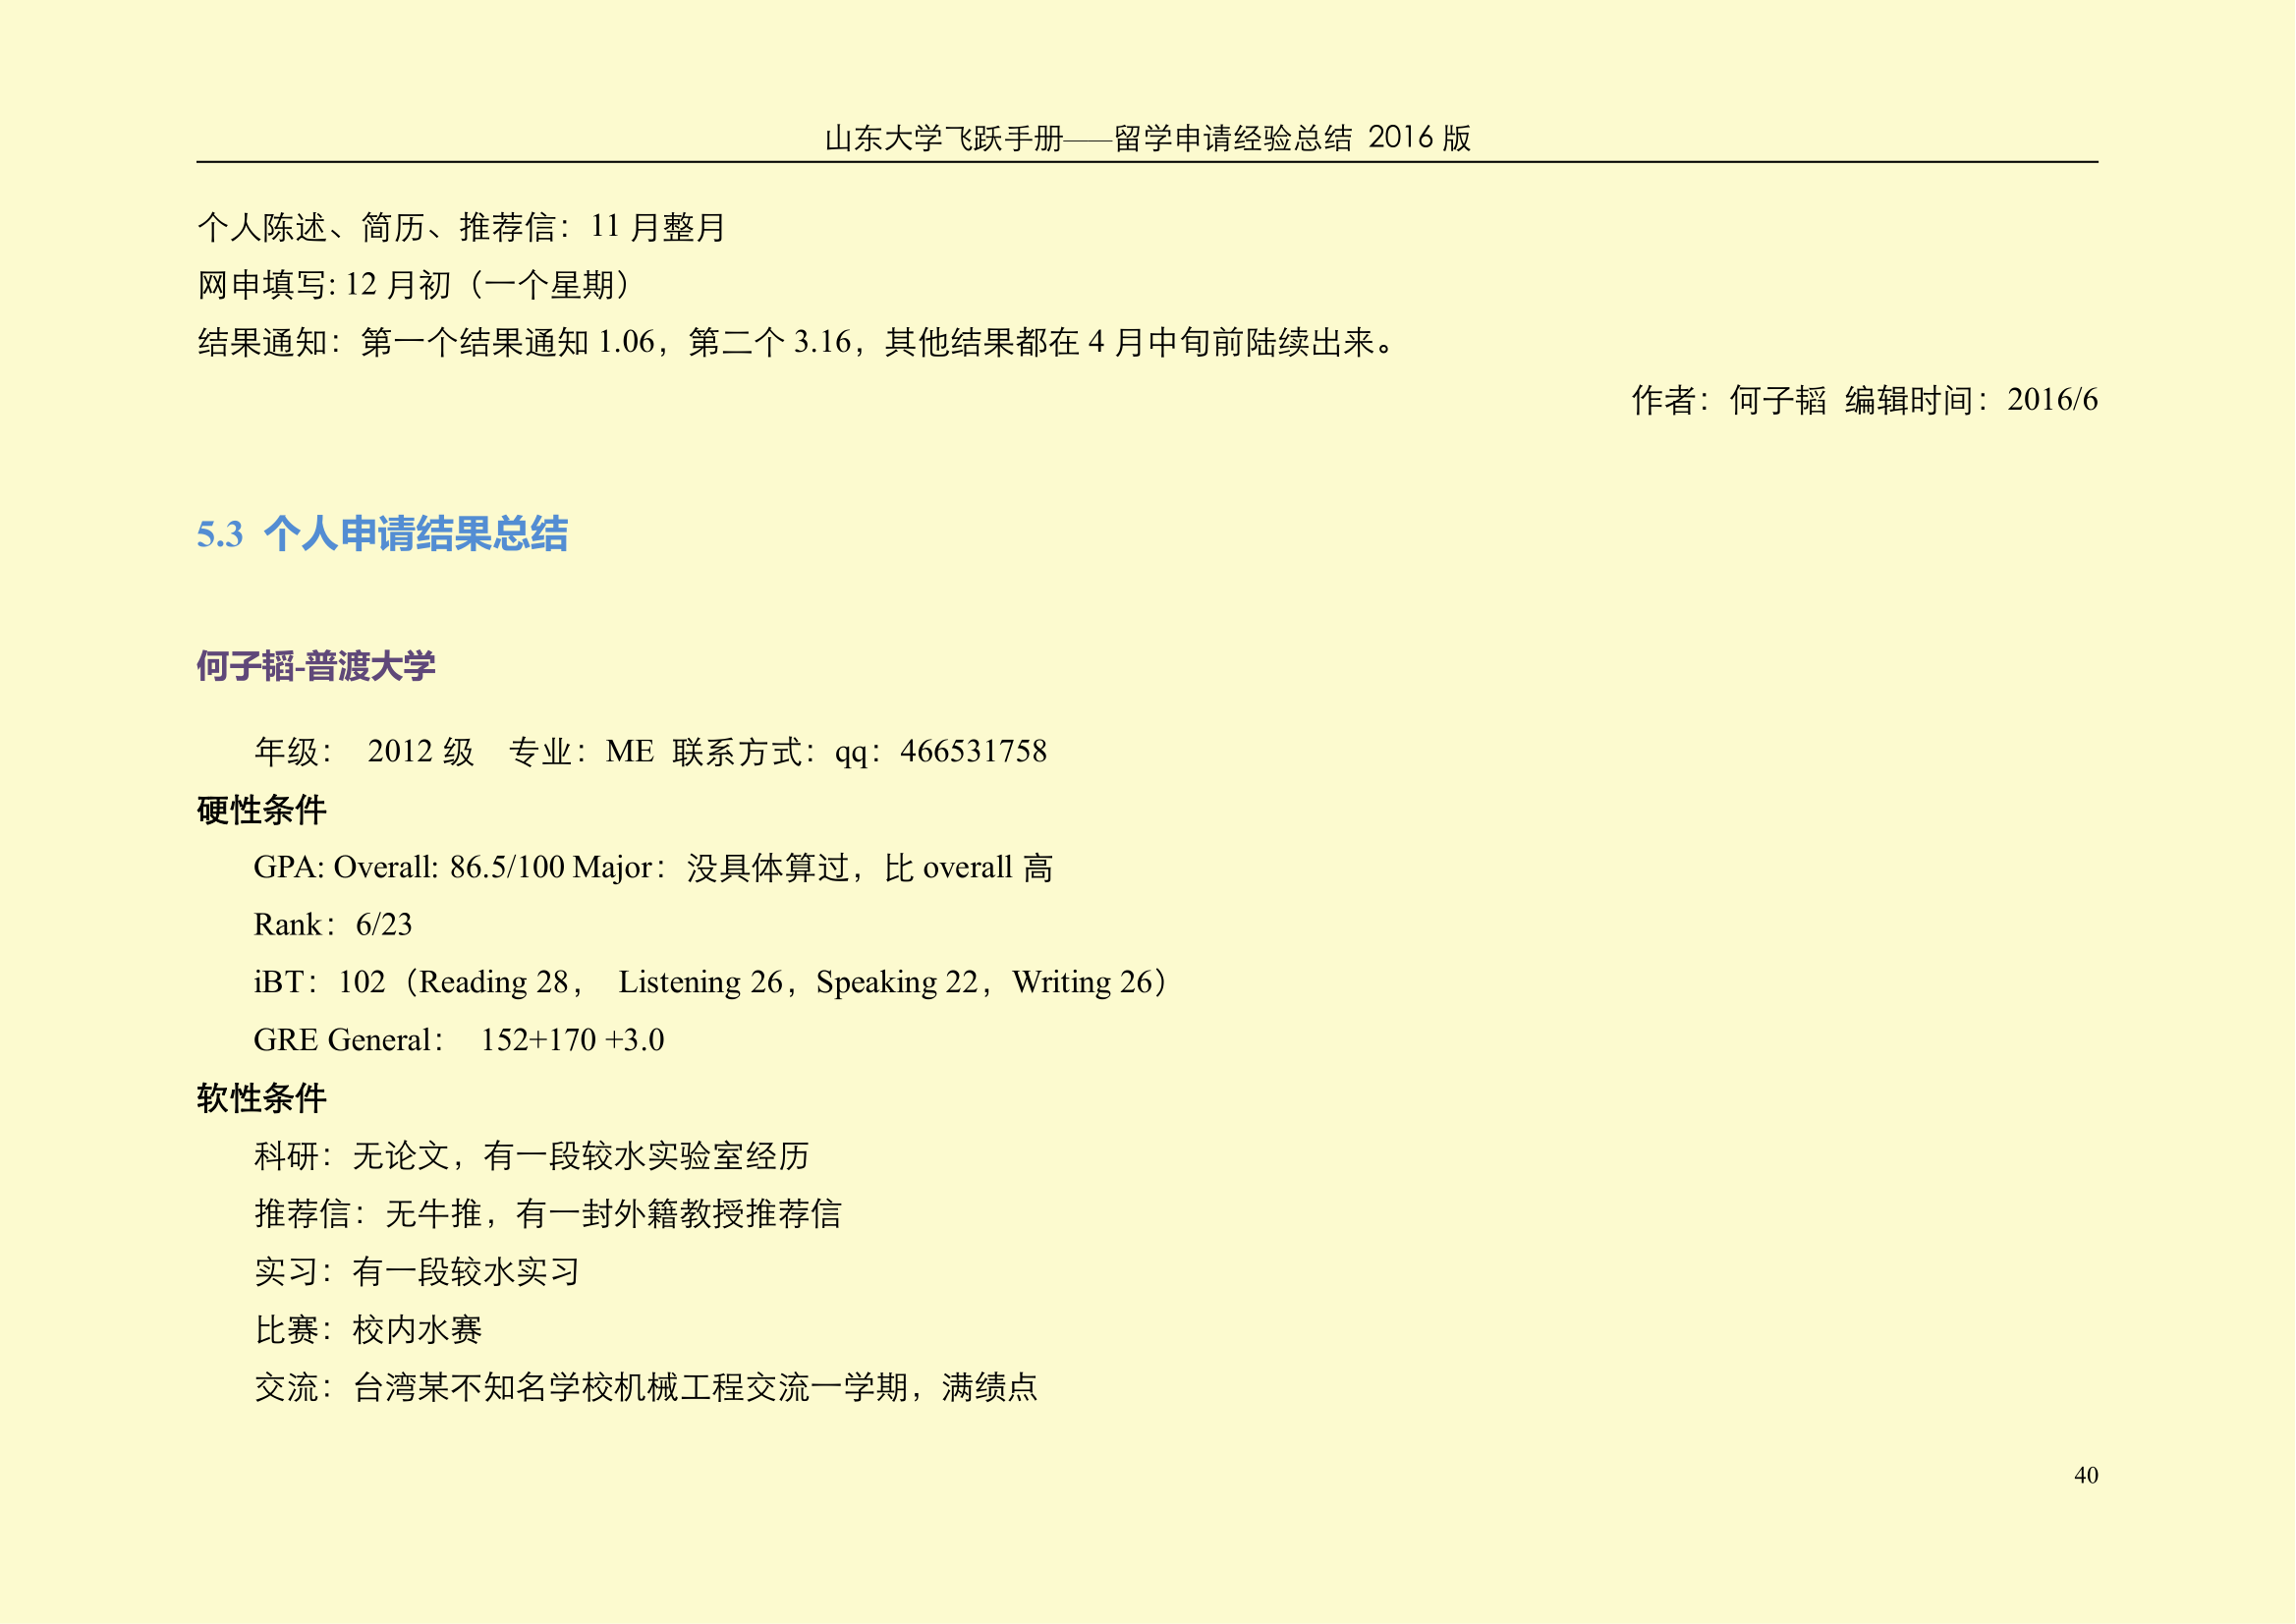 山东大学飞跃手册——留学申请经验总结 2016 版
个人陈述、简历、推荐信：11 月整月
网申填写: 12 月初（一个星期）
结果通知：第一个结果通知 1.06，第二个 3.16，其他结果都在 4 月中旬前陆续出来。
作者：何子韬 编辑时间：2016/6
5.3 个人申请结果总结
何子韬-普渡大学
年级： 2012 级 专业：ME 联系方式：qq：466531758
硬性条件
GPA: Overall: 86.5/100 Major：没具体算过，比 overall 高
Rank：6/23
iBT：102（Reading 28， Listening 26，Speaking 22，Writing 26）
GRE General： 152+170 +3.0
软性条件
科研：无论文，有一段较水实验室经历
推荐信：无牛推，有一封外籍教授推荐信
实习：有一段较水实习
比赛：校内水赛
交流：台湾某不知名学校机械工程交流一学期，满绩点
40